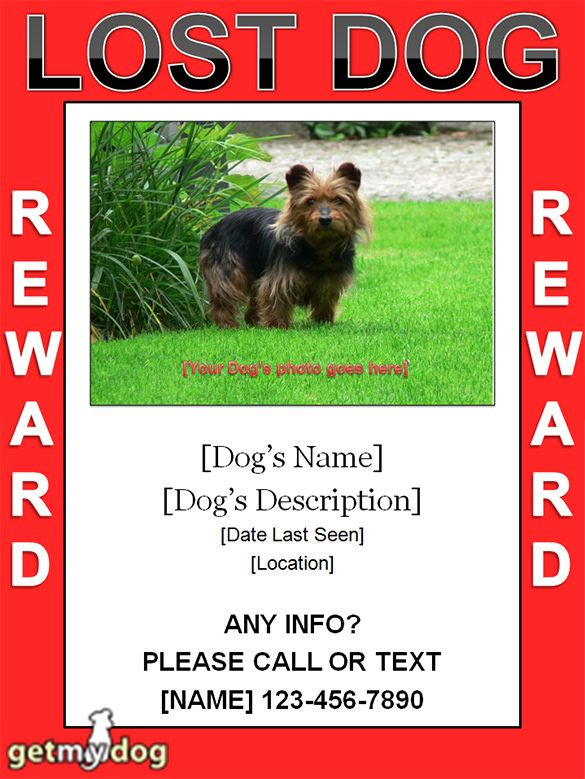 LOST DOG
REWARD
REWARD
[Your Dog's photo goes here]
[Dog's Name]
[Dog's Description]
[Date Last Seen]
[Location]
ANY INFO?
PLEASE CALL OR TEXT
[NAME] 123-456-7890
getmydog